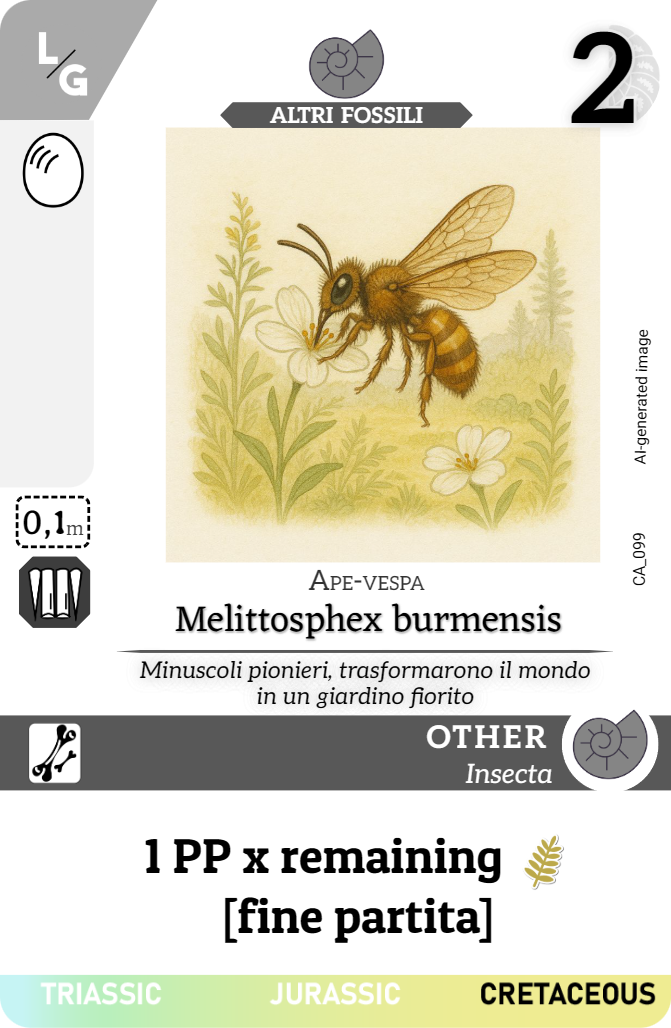 L/G
2
ALTRI FOSSILI
AI-generated image
0,1m
CA_099
Ape-vespa
Melittosphex burmensis
Minuscoli pionieri, trasformarono il mondo
in un giardino fiorito
OTHER
Insecta
1 PP x remaining
[fine partita]
TRIASSIC JURASSIC CRETACEOUS